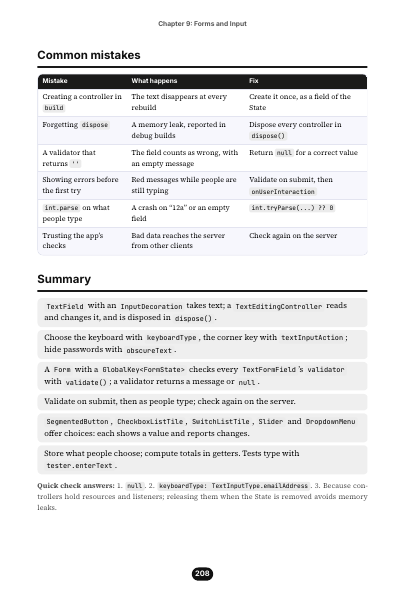 Chapter 9: Forms and Input
Common mistakes
Mistake What happens Fix
Creating a controller in build The text disappears at every rebuild Create it once, as a field of the State
Forgetting dispose A memory leak, reported in debug builds Dispose every controller in dispose()
A validator that returns '' The field counts as wrong, with an empty message Return null for a correct value
Showing errors before the first try Red messages while people are still typing Validate on submit, then onUserInteraction
int.parse on what people type A crash on “12a” or an empty field int.tryParse(...) ?? 0
Trusting the app’s checks Bad data reaches the server from other clients Check again on the server
Summary
TextField with an InputDecoration takes text; a TextEditingController reads
and changes it, and is disposed in dispose().
Choose the keyboard with keyboardType, the corner key with textInputAction;
hide passwords with obscureText.
A Form with a GlobalKey<FormState> checks every TextFormField’s validator
with validate(); a validator returns a message or null.
Validate on submit, then as people type; check again on the server.
SegmentedButton, CheckboxListTile, SwitchListTile, Slider and DropdownMenu
offer choices: each shows a value and reports changes.
Store what people choose; compute totals in getters. Tests type with
tester.enterText.
Quick check answers: 1. null. 2. keyboardType: TextInputType.emailAddress. 3. Because con-
trollers hold resources and listeners; releasing them when the State is removed avoids memory
leaks.
208